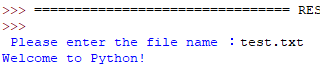 >>> ================================ RES
>>>
Please enter the file name ：test.txt
Welcome to Python!